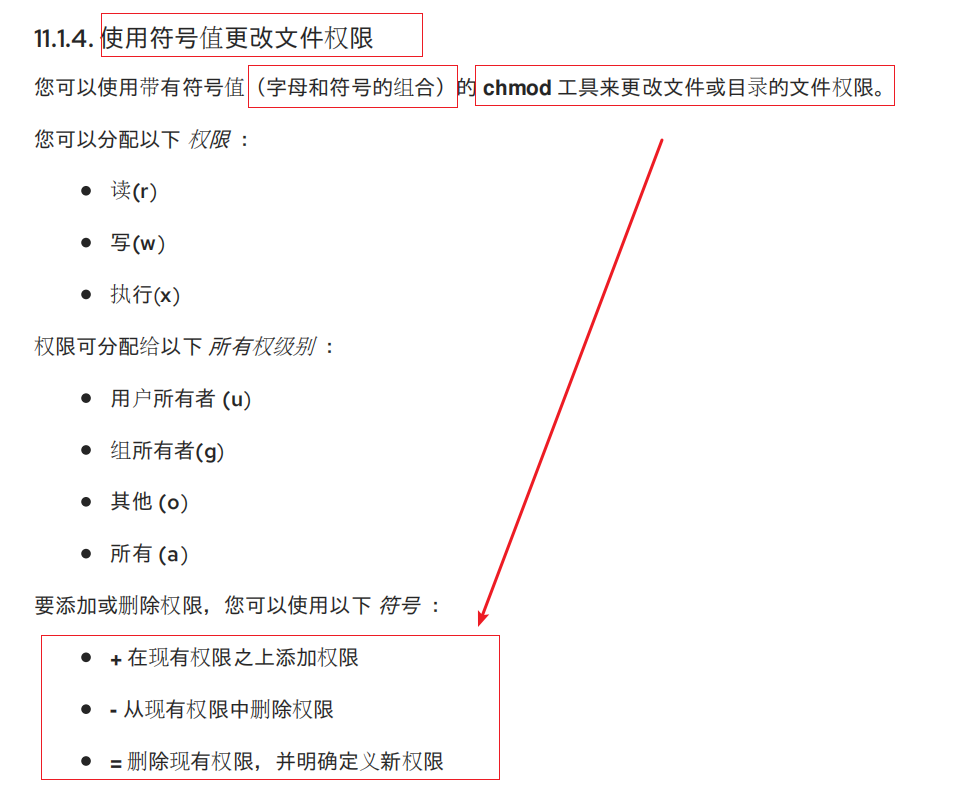 11.1.4. 使用符号值更改文件权限
您可以使用带有符号值（字母和符号的组合）的 chmod 工具来更改文件或目录的文件权限。
您可以分配以下 权限 ：
● 读(r)
● 写(w)
● 执行(x)
权限可分配给以下 所有权级别 ：
● 用户所有者 (u)
● 组所有者(g)
● 其他 (o)
● 所有 (a)
要添加或删除权限，您可以使用以下 符号 ：
● + 在现有权限之上添加权限
● - 从现有权限中删除权限
● = 删除现有权限，并明确定义新权限